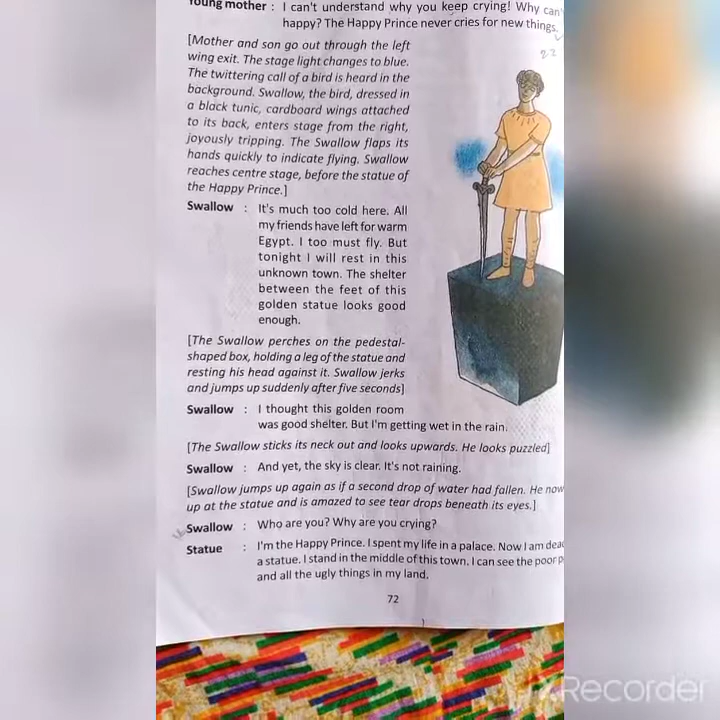 Young mother : I can't understand why you keep crying! Why can'
happy? The Happy Prince never cries for new things.
22
[Mother and son go out through the left
wing exit. The stage light changes to blue.
The twittering call of a bird is heard in the
background. Swallow, the bird, dressed in
a black tunic, cardboard wings attached
to its back, enters stage from the right,
joyously tripping. The Swallow flaps its
hands quickly to indicate flying. Swallow
reaches centre stage, before the statue of
the Happy Prince.]
Swallow : It's much too cold here. All
my friends have left for warm
Egypt. I too must fly. But
tonight I will rest in this
unknown town. The shelter
between the feet of this
golden statue looks good
enough.
[The Swallow perches on the pedestal-
shaped box, holding a leg of the statue and
resting his head against it. Swallow jerks
and jumps up suddenly after five seconds]
Swallow : I thought this golden room
was good shelter. But I'm getting wet in the rain.
[The Swallow sticks its neck out and looks upwards. He looks puzzled]
Swallow : And yet, the sky is clear. It's not raining.
[Swallow jumps up again as if a second drop of water had fallen. He now
up at the statue and is amazed to see tear drops beneath its eyes.]
Swallow : Who are you? Why are you crying?
Statue : I'm the Happy Prince. I spent my life in a palace. Now I am dea
a statue. I stand in the middle of this town. I can see the poor p
and all the ugly things in my land.
72
Recorder